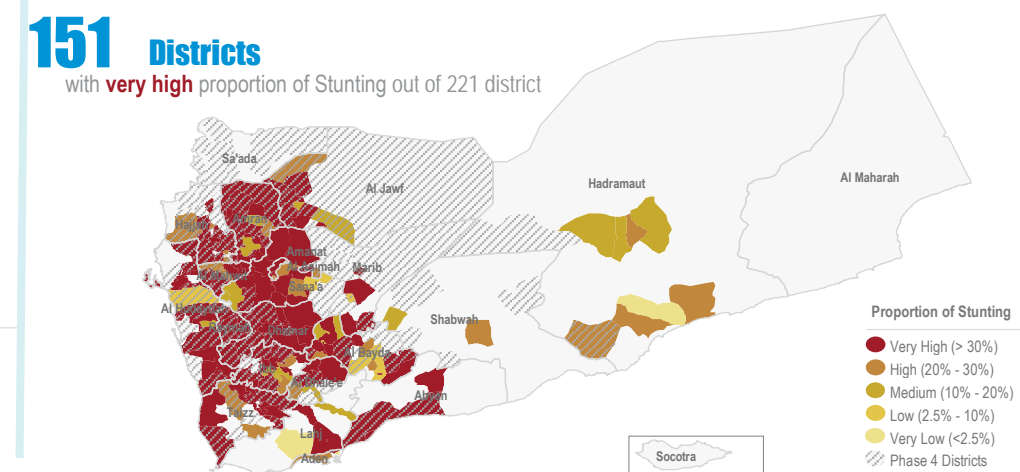 151 Districts
with very high proportion of Stunting out of 221 district
Sa'ada
Al Jawf
Hadramaut
Al Maharah
Hajjah
Amran
Amanat
Al Asimah
Marib
Sana'a
Al Hudaydah
Shabwah
Dhamar
Al Bayda
Ibb
Al Dhale'e
Abyan
Taizz
Lahj
Aden
Socotra
Proportion of Stunting
Very High (> 30%)
High (20% - 30%)
Medium (10% - 20%)
Low (2.5% - 10%)
Very Low (<2.5%)
Phase 4 Districts